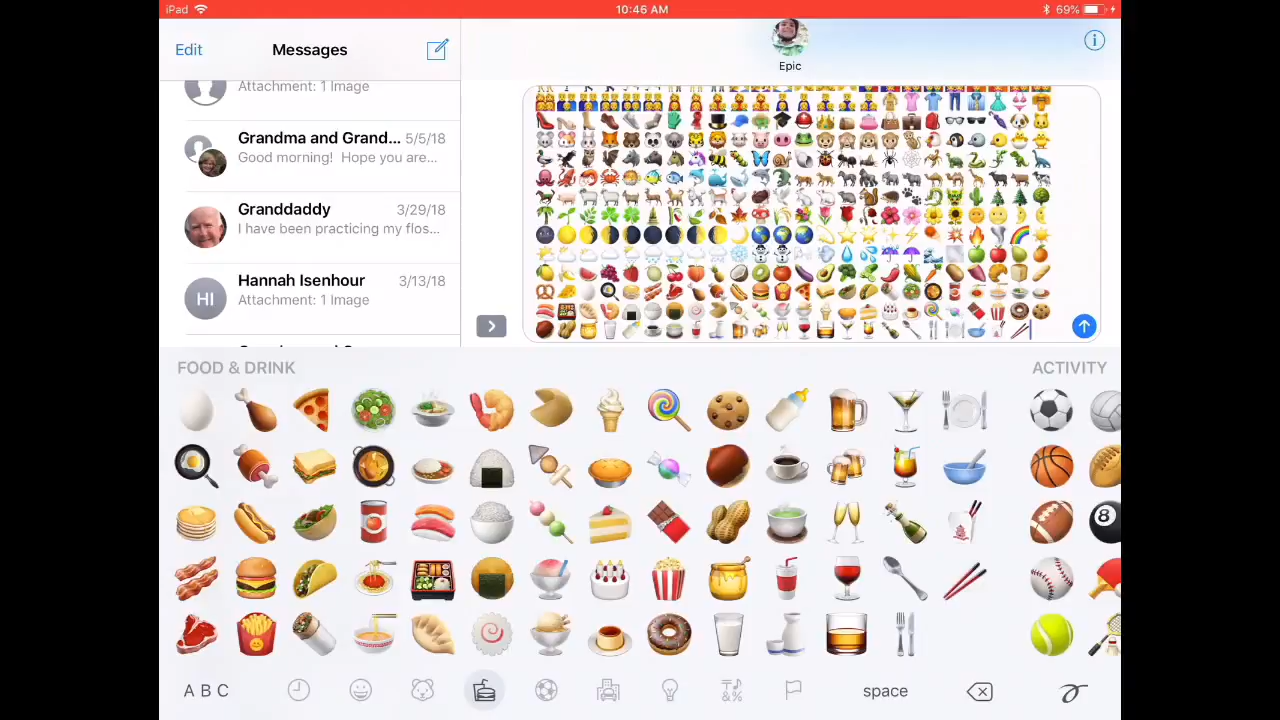 iPad
10:46 AM
69%
Edit
Messages
Epic
Attachment: 1 Image
Grandma and Grand... 5/5/18
Good morning! Hope you are...
Granddaddy 3/29/18
I have been practicing my flos...
HI
Hannah Isenhour 3/13/18
Attachment: 1 Image
FOOD & DRINK
ACTIVITY
8
A B C
space